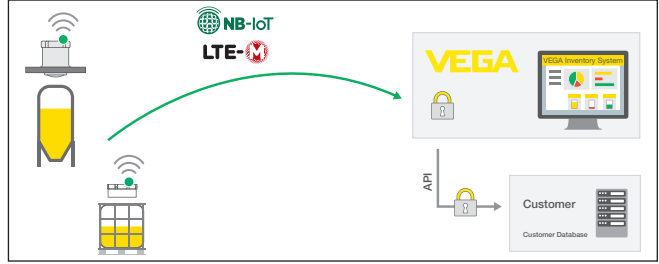 NB-IoT
LTE-M
VEGA
VEGA Inventory System
API
Customer
Customer Database